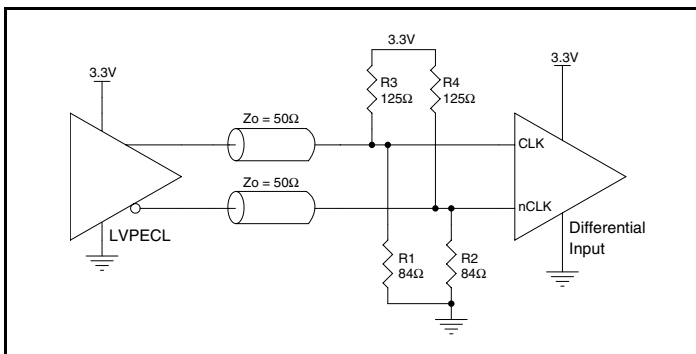 3.3V
3.3V
3.3V
R3
125Ω
R4
125Ω
Zo = 50Ω
CLK
Zo = 50Ω
nCLK
LVPECL
Differential
Input
R1
84Ω
R2
84Ω